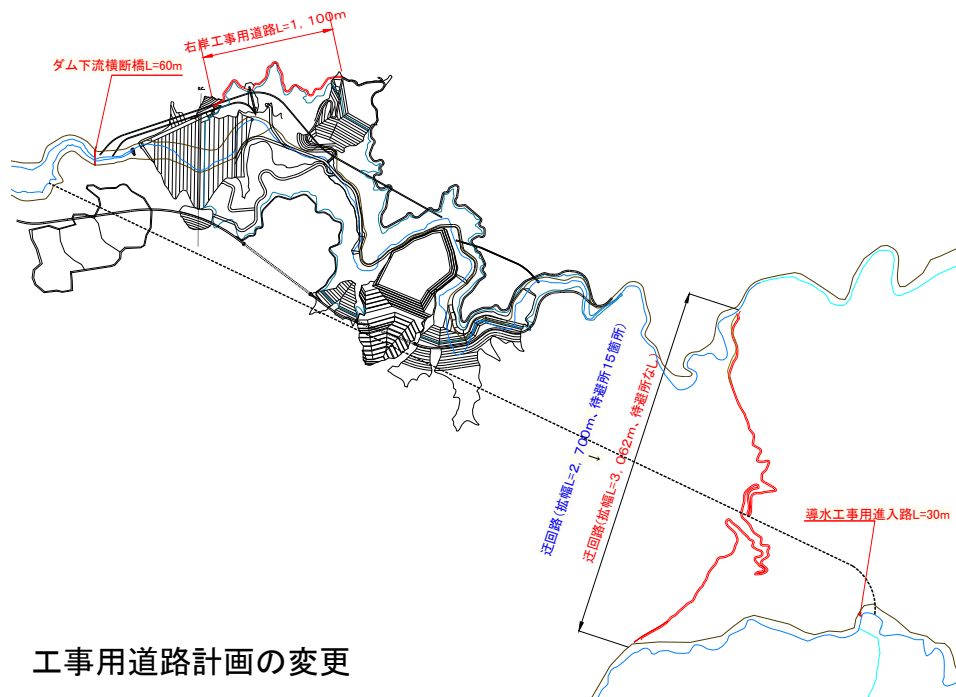 右岸工事用道路L=1,100m
ダム下流横断橋L=60m
迂回路(拡幅L=2,700m、待避所15箇所)
↓
迂回路(拡幅L=3,062m、待避所なし)
導水工事用進入路L=30m
工事用道路計画の変更